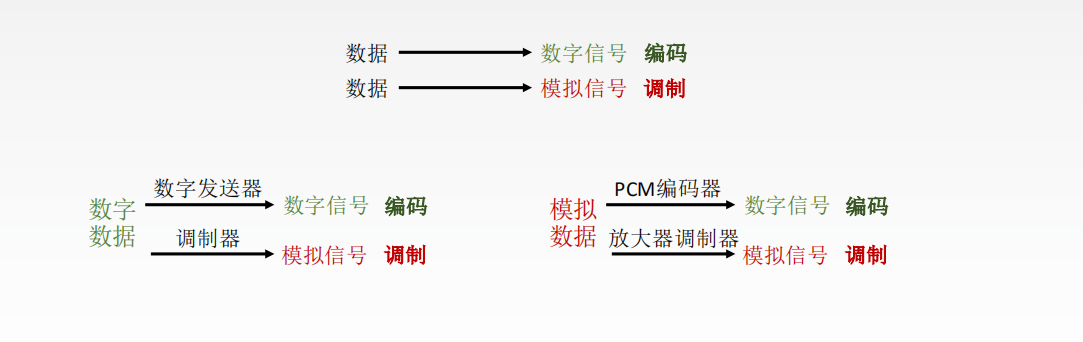 数据 数字信号 编码
数据 模拟信号 调制
数字发送器
数字
数据
数字信号 编码
调制器
模拟信号 调制
PCM编码器
模拟
数据
数字信号 编码
放大器调制器
模拟信号 调制